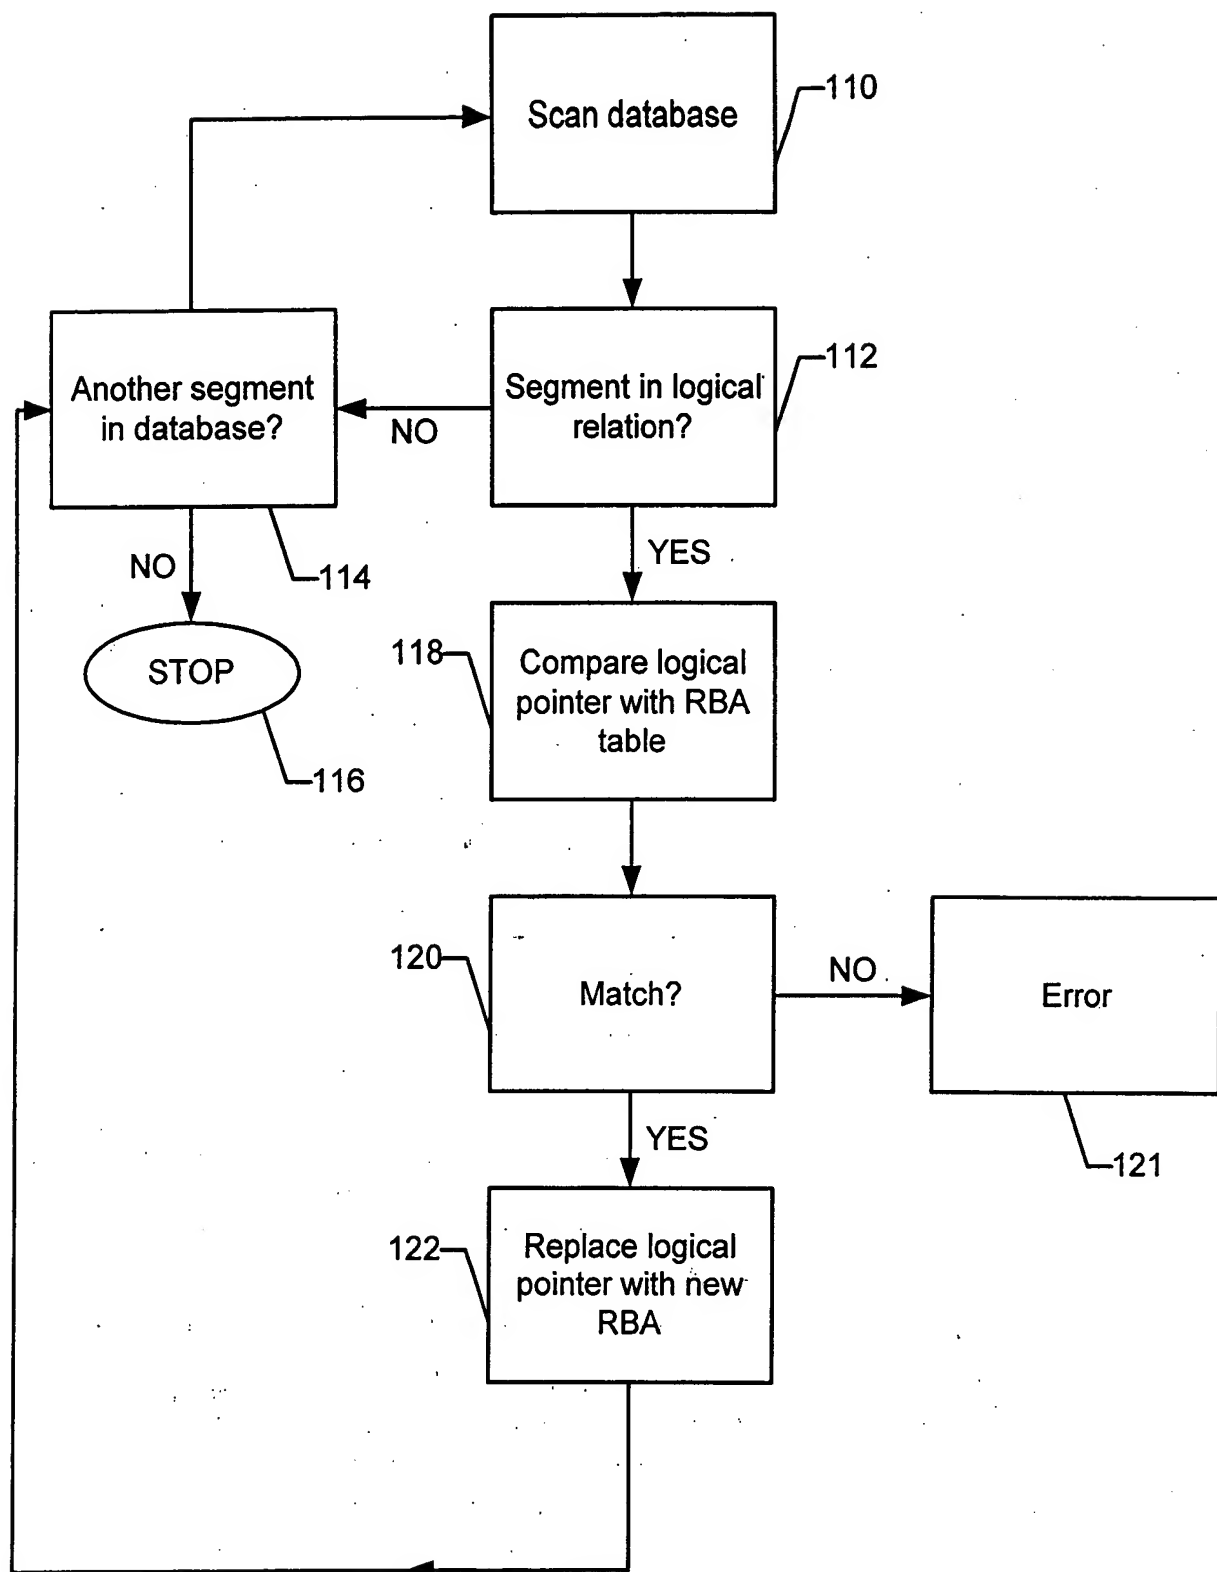 Scan database
110
Segment in logical
relation?
112
Another segment
in database?
NO
114
NO
STOP
116
YES
118
Compare logical
pointer with RBA
table
120
Match?
NO
Error
121
YES
122
Replace logical
pointer with new
RBA